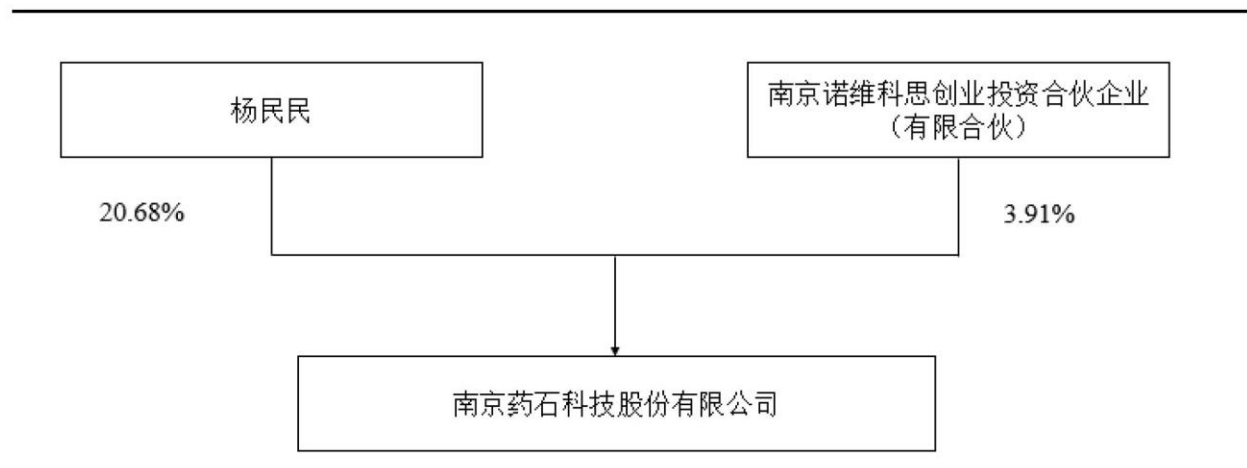 杨民民
南京诺维科思创业投资合伙企业
（有限合伙）
20.68%
3.91%
南京药石科技股份有限公司